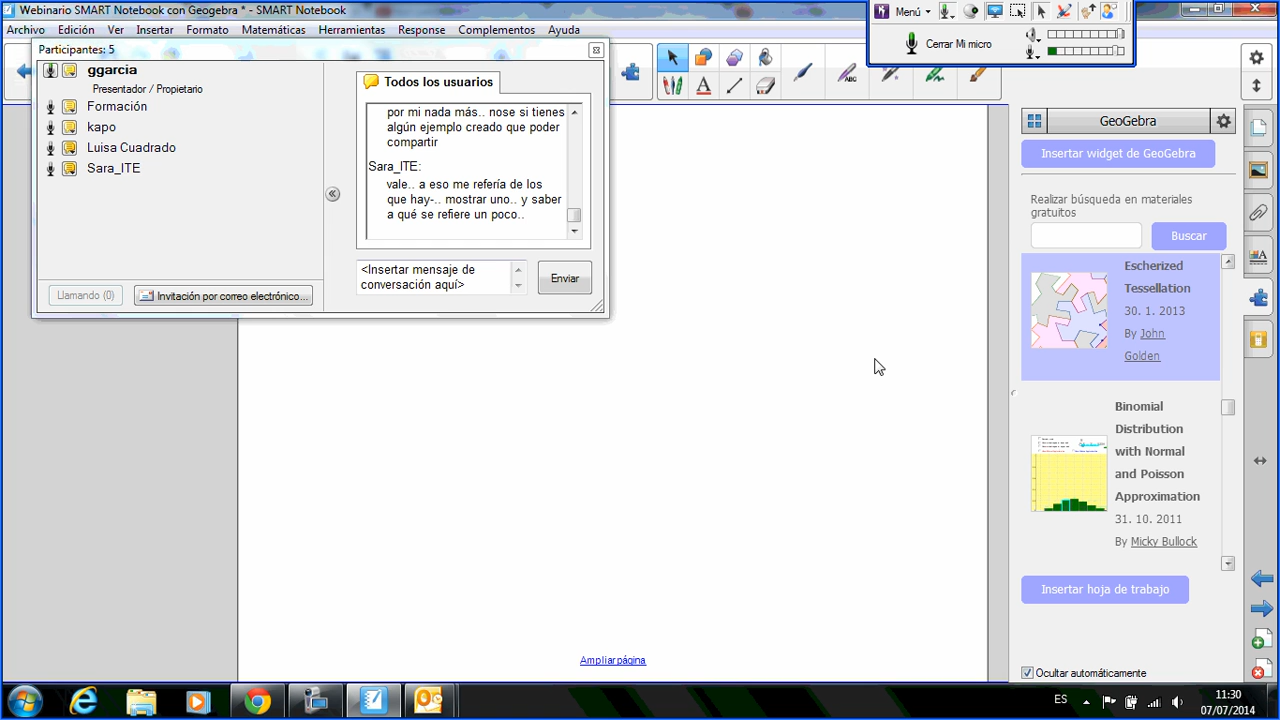 Webinario SMART Notebook con Geogebra * - SMART Notebook
Archivo Edición Ver Insertar Formato Matemáticas Herramientas Response Complementos Ayuda
Menú
Cerrar Mi micro
Participantes: 5
ggarcia
Presentador / Propietario
Formación
kapo
Luisa Cuadrado
Sara_ITE
Llamando (0)
Invitación por correo electrónico...
Todos los usuarios
por mi nada más.. nose si tienes
algún ejemplo creado que poder
compartir
Sara_ITE:
vale.. a eso me refería de los
que hay-.. mostrar uno.. y saber
a qué se refiere un poco..
<Insertar mensaje de
conversación aquí>
Enviar
GeoGebra
Insertar widget de GeoGebra
Realizar búsqueda en materiales
gratuitos
Buscar
Escherized
Tessellation
30. 1. 2013
By John
Golden
Binomial
Distribution
with Normal
and Poisson
Approximation
31. 10. 2011
By Micky Bullock
Insertar hoja de trabajo
Ocultar automáticamente
Ampliar página
ES
11:30
07/07/2014